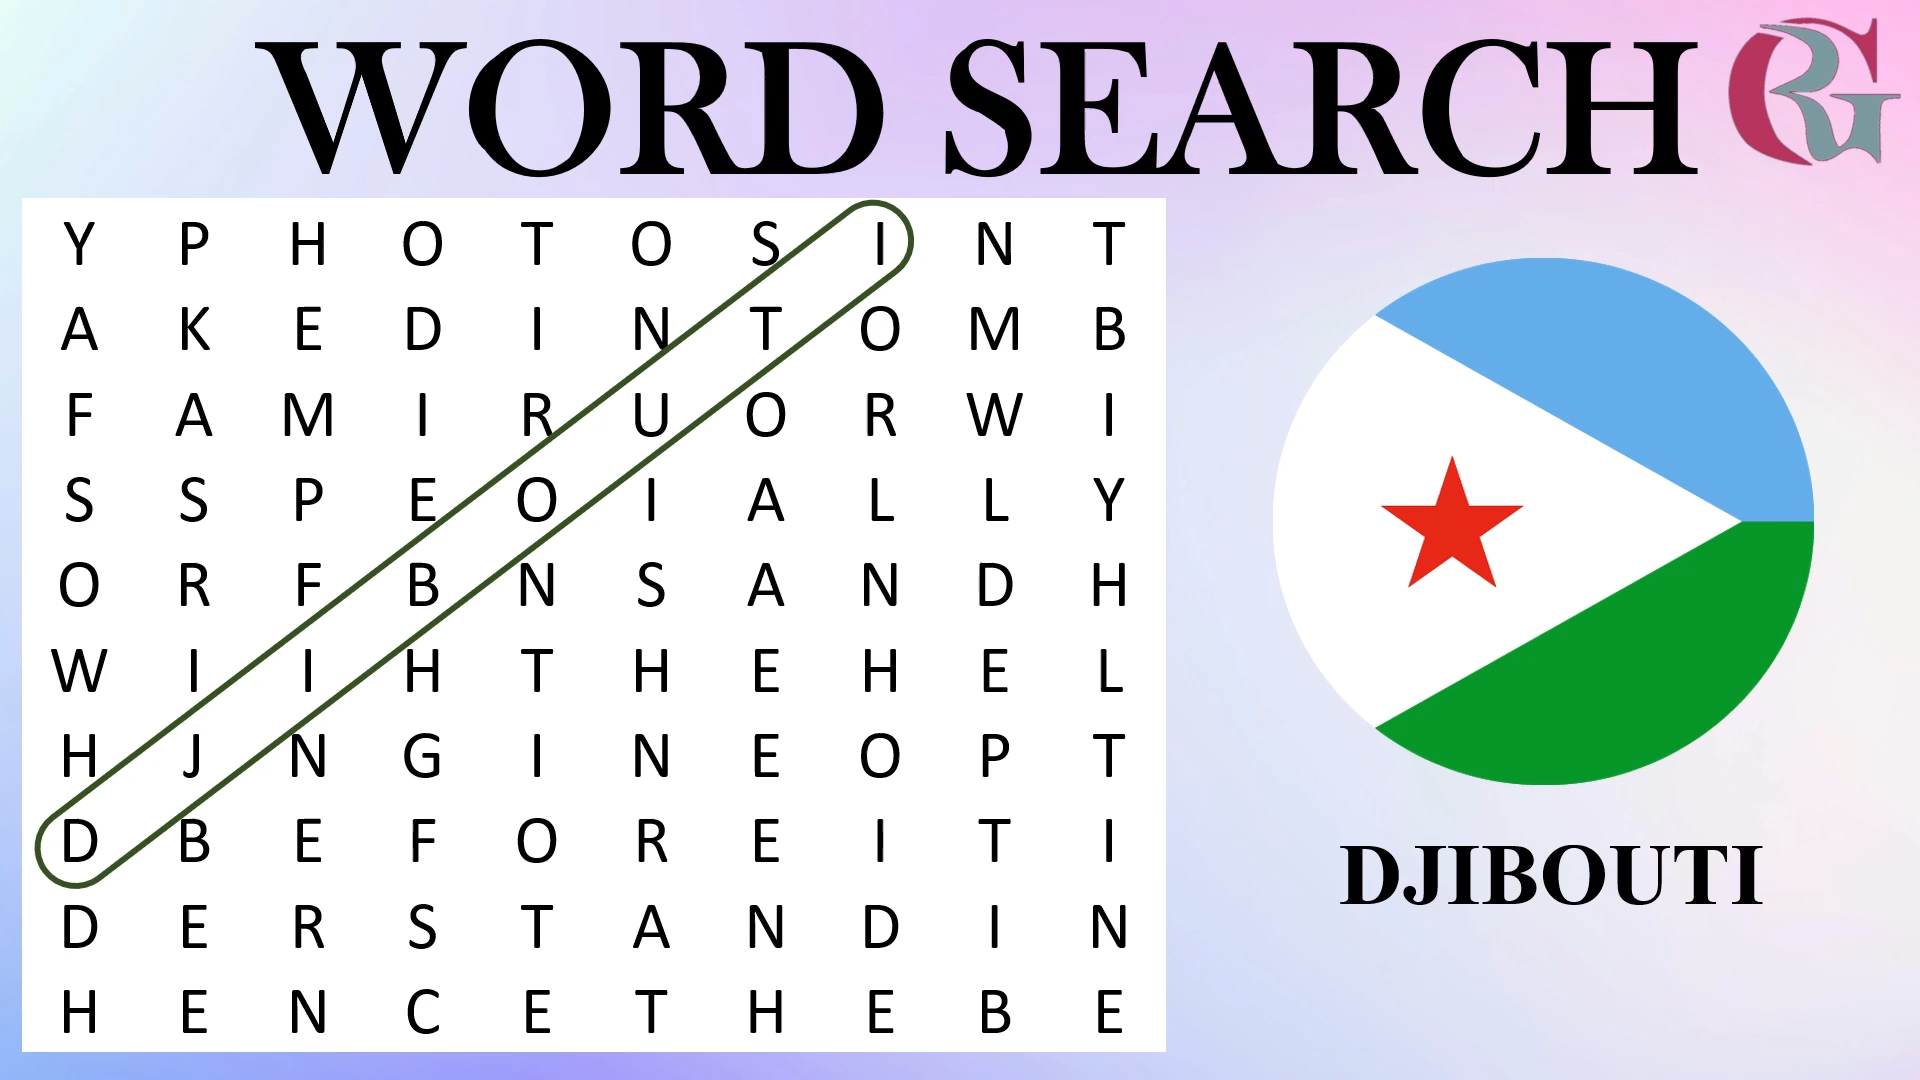 WORD SEARCH
Y P H O T O S I N T
A K E D I N T O M B
F A M I R U O R W I
S S P E O I A L L Y
O R F B N S A N D H
W I I H T H E H E L
H J N G I N E O P T
D B E F O R E I T I
D E R S T A N D I N
H E N C E T H E B E
DJIBOUTI